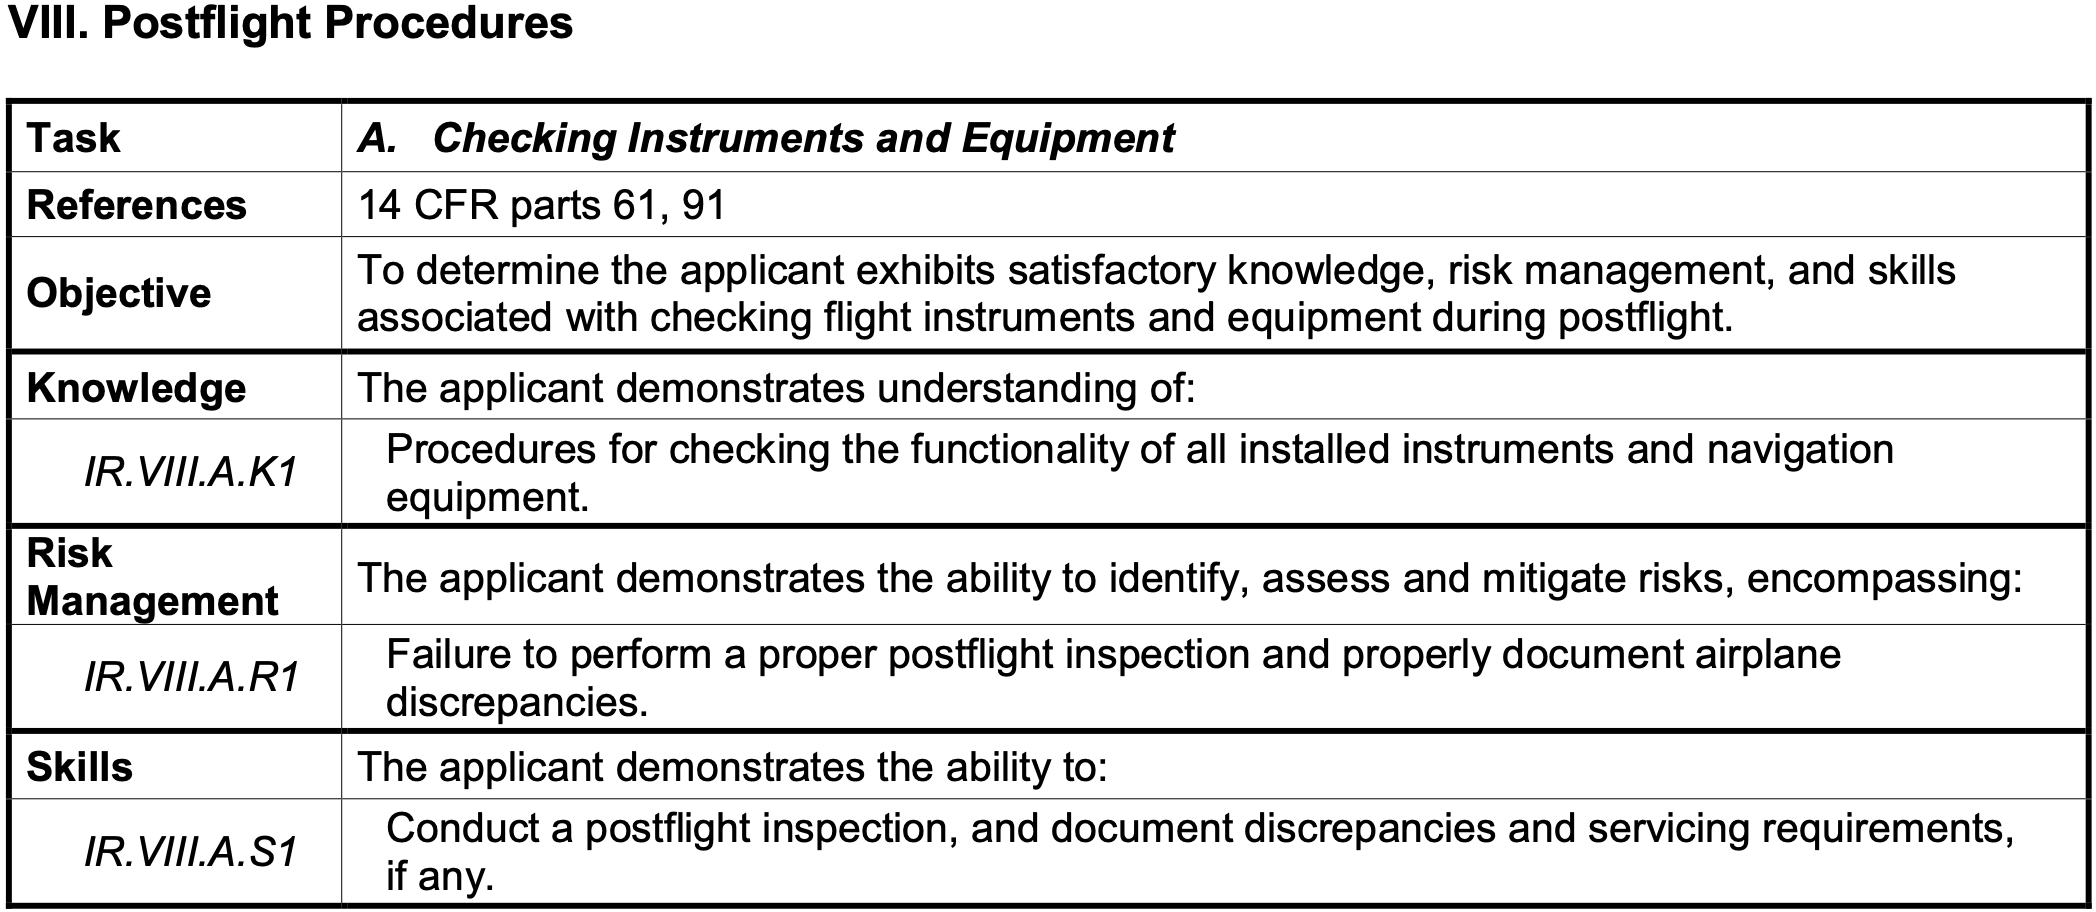 VIII. Postflight Procedures
Task
A. Checking Instruments and Equipment
References
14 CFR parts 61, 91
Objective
To determine the applicant exhibits satisfactory knowledge, risk management, and skills
associated with checking flight instruments and equipment during postflight.
Knowledge
The applicant demonstrates understanding of:
IR.VIII.A.K1
Procedures for checking the functionality of all installed instruments and navigation
equipment.
Risk
Management
The applicant demonstrates the ability to identify, assess and mitigate risks, encompassing:
IR.VIII.A.R1
Failure to perform a proper postflight inspection and properly document airplane
discrepancies.
Skills
The applicant demonstrates the ability to:
IR.VIII.A.S1
Conduct a postflight inspection, and document discrepancies and servicing requirements,
if any.